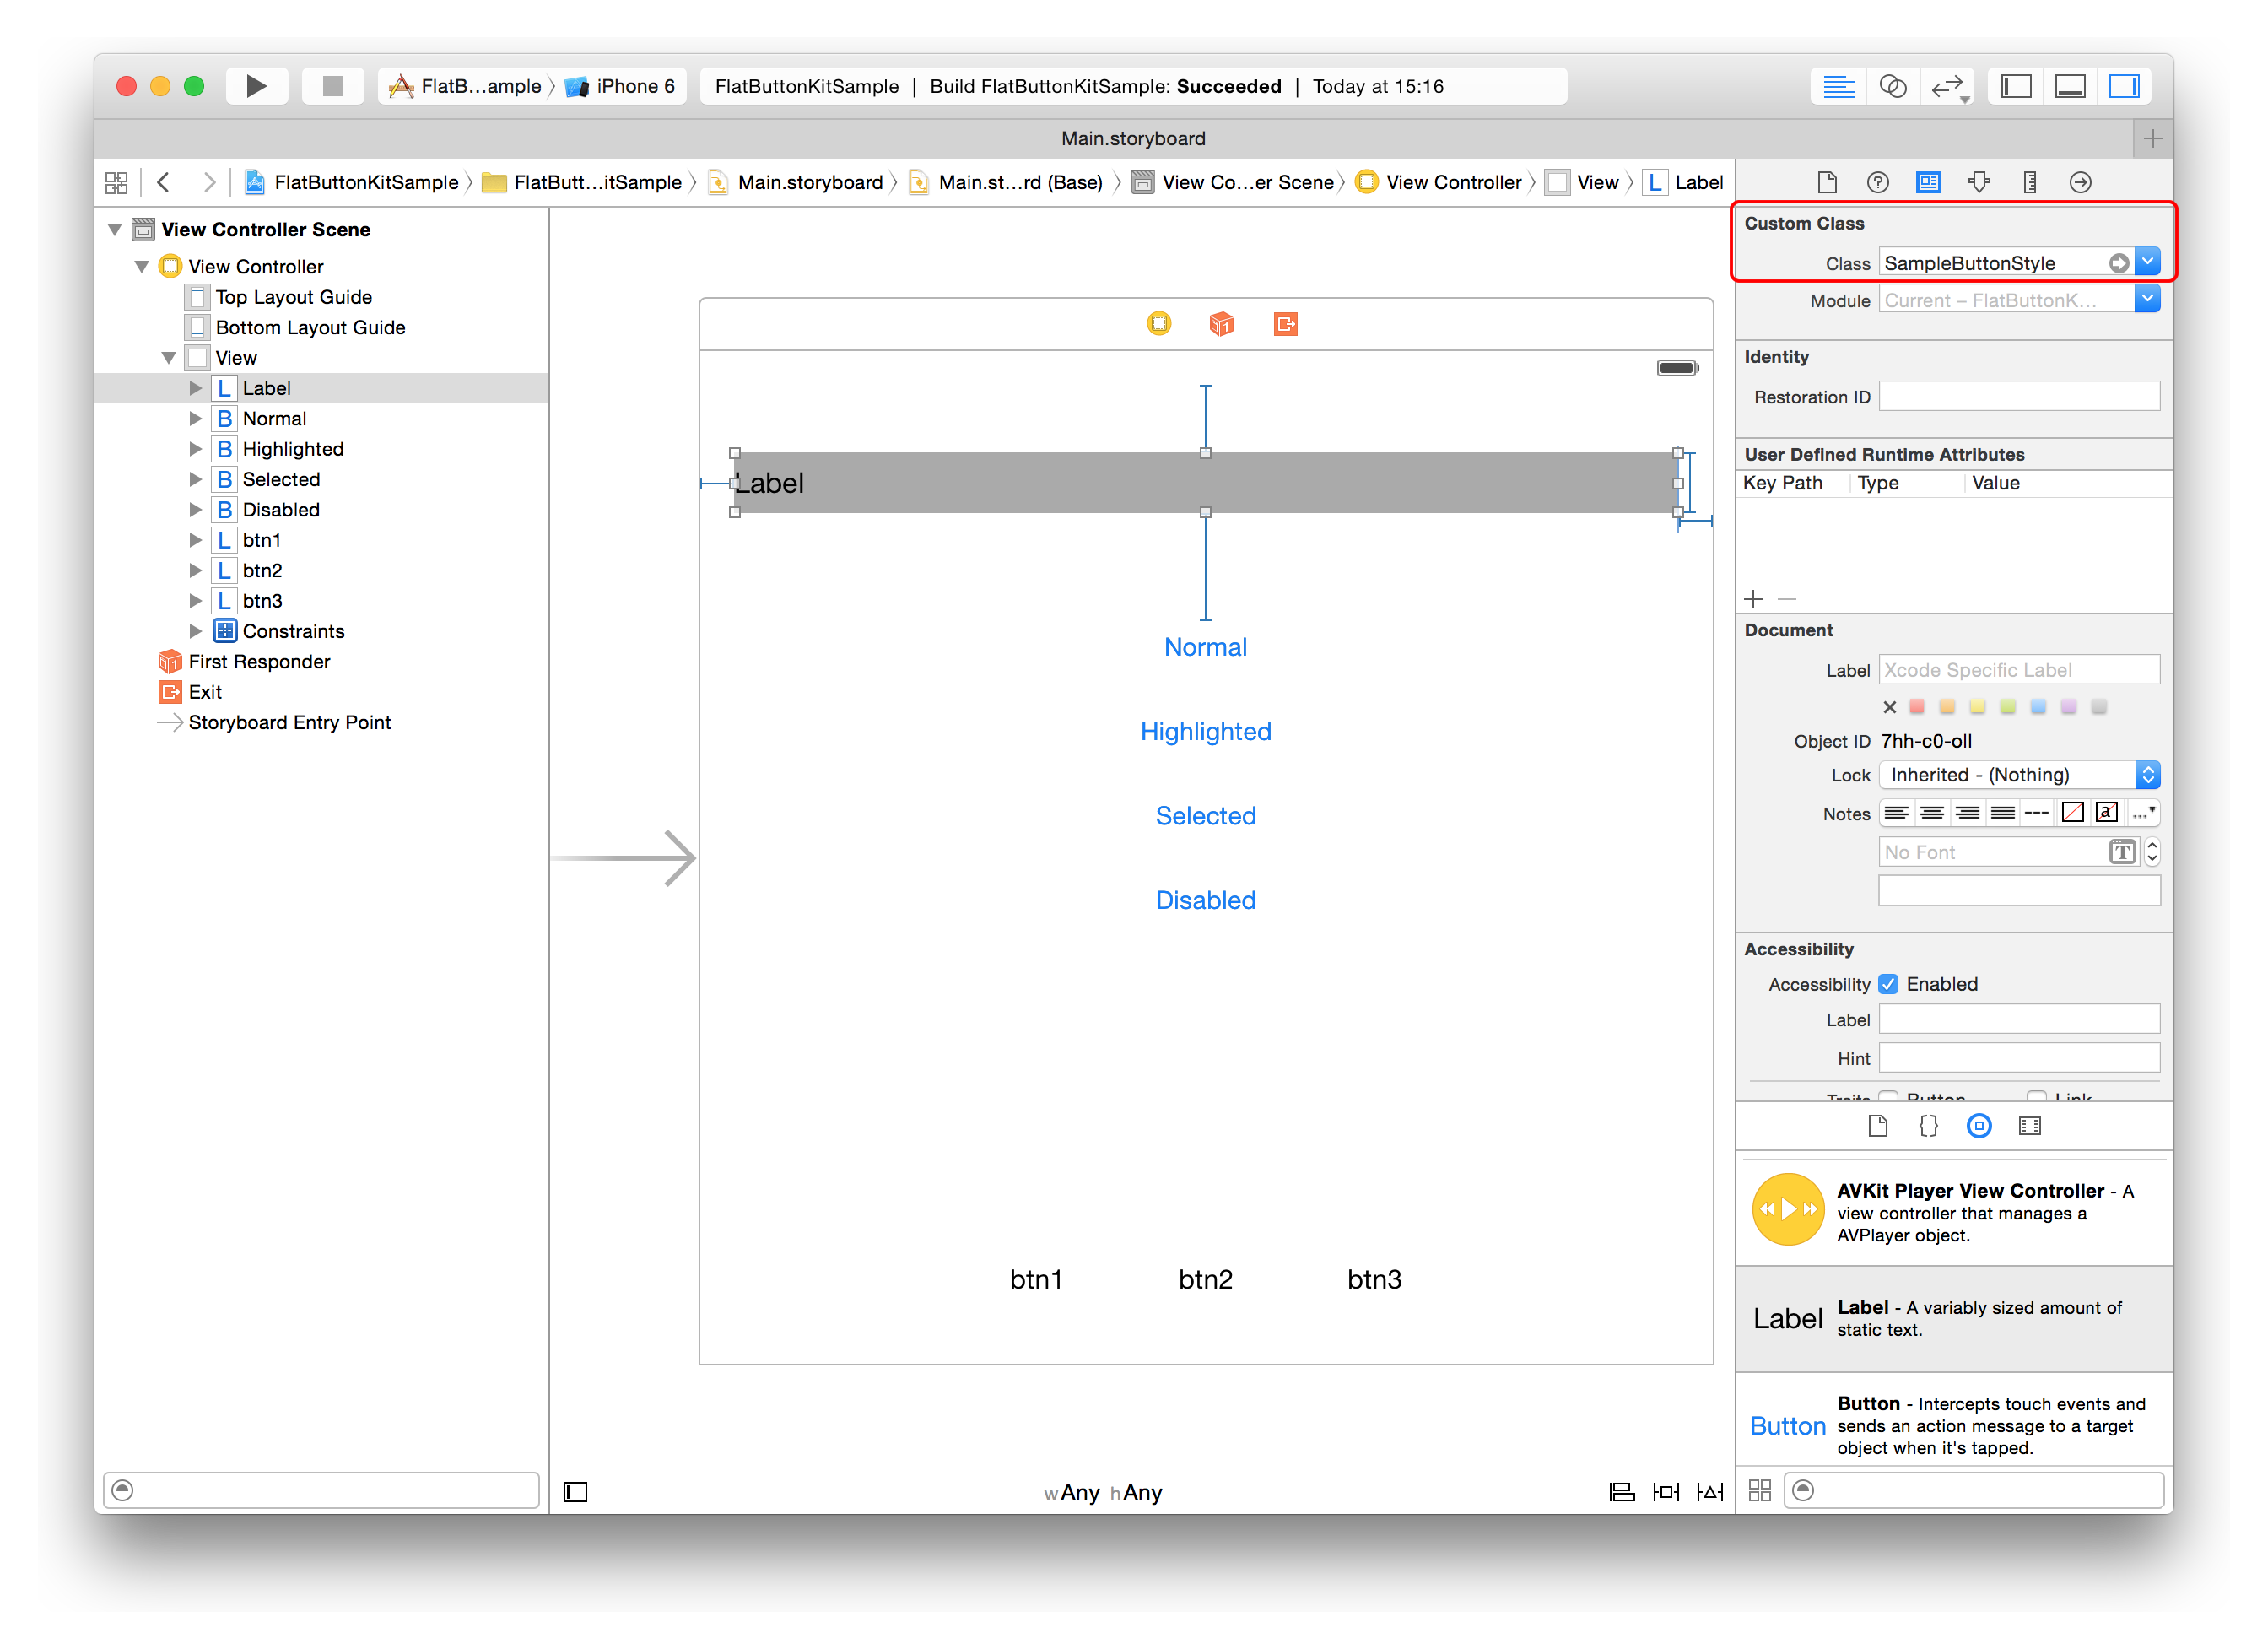 FlatB...ample
iPhone 6
FlatButtonKitSample | Build FlatButtonKitSample: Succeeded | Today at 15:16
Main.storyboard
FlatButtonKitSample
FlatButt...itSample
Main.storyboard
Main.st...rd (Base)
View Co...er Scene
View Controller
View
L Label
View Controller Scene
View Controller
Top Layout Guide
Bottom Layout Guide
View
L Label
B Normal
B Highlighted
B Selected
B Disabled
L btn1
L btn2
L btn3
Constraints
First Responder
Exit
Storyboard Entry Point
Label
Normal
Highlighted
Selected
Disabled
btn1
btn2
btn3
wAny hAny
Custom Class
Class SampleButtonStyle
Module Current – FlatButtonK...
Identity
Restoration ID
User Defined Runtime Attributes
Key Path Type Value
Document
Label Xcode Specific Label
Object ID 7hh-c0-oII
Lock Inherited - (Nothing)
Notes
No Font
Accessibility
Accessibility Enabled
Label
Hint
Traits Button Link
AVKit Player View Controller - A
view controller that manages a
AVPlayer object.
Label
Label - A variably sized amount of
static text.
Button
Button - Intercepts touch events and
sends an action message to a target
object when it's tapped.